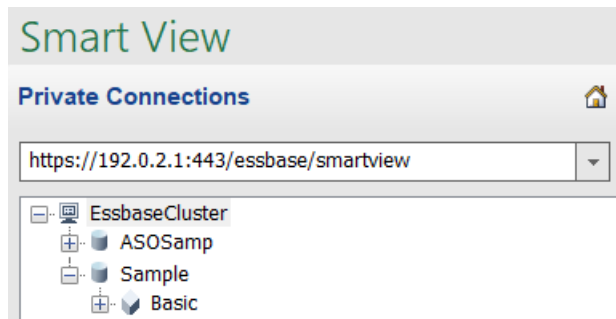 Smart View
Private Connections
https://192.0.2.1:443/essbase/smartview
EssbaseCluster
ASOSamp
Sample
Basic